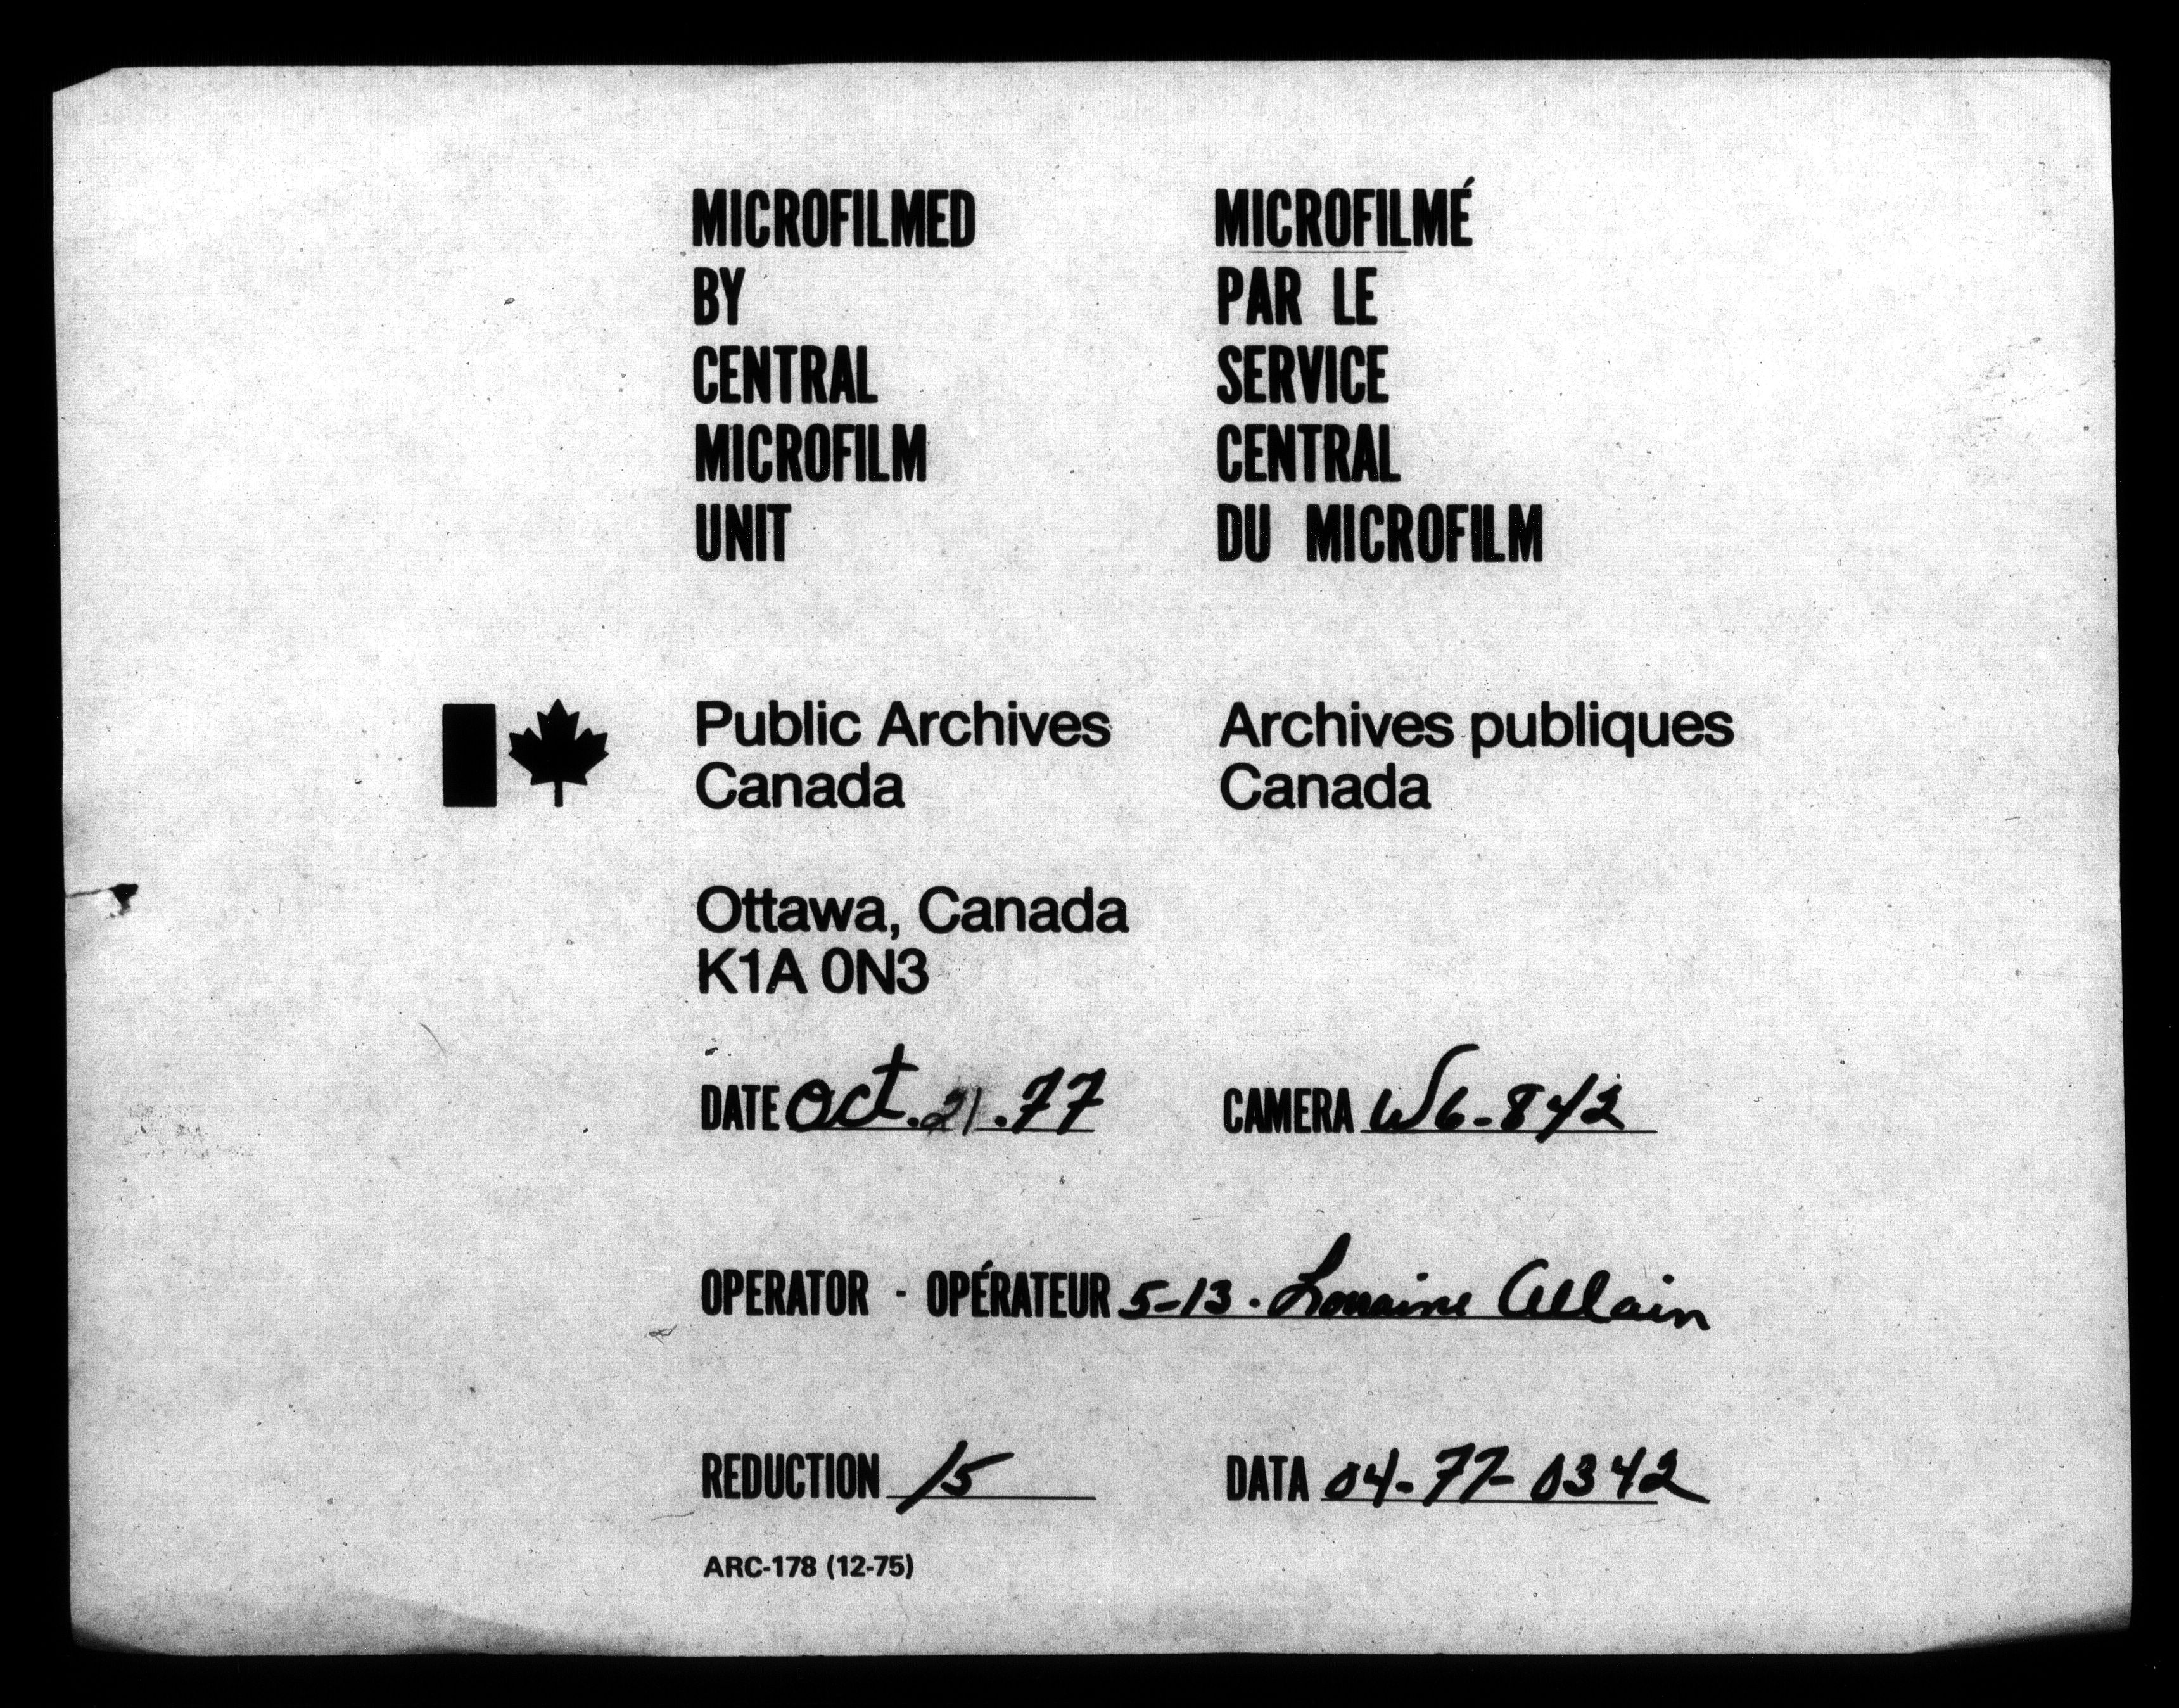 MICROFILMED
BY
CENTRAL
MICROFILM
UNIT
MICROFILMÉ
PAR LE
SERVICE
CENTRAL
DU MICROFILM
Public Archives
Canada
Archives publiques
Canada
Ottawa, Canada
K1A 0N3
DATE Oct. 21. 77
CAMERA W6-842
OPERATOR - OPÉRATEUR 5-13. Lorraine Allain
REDUCTION 15
DATA 04-77-0342
ARC-178 (12-75)